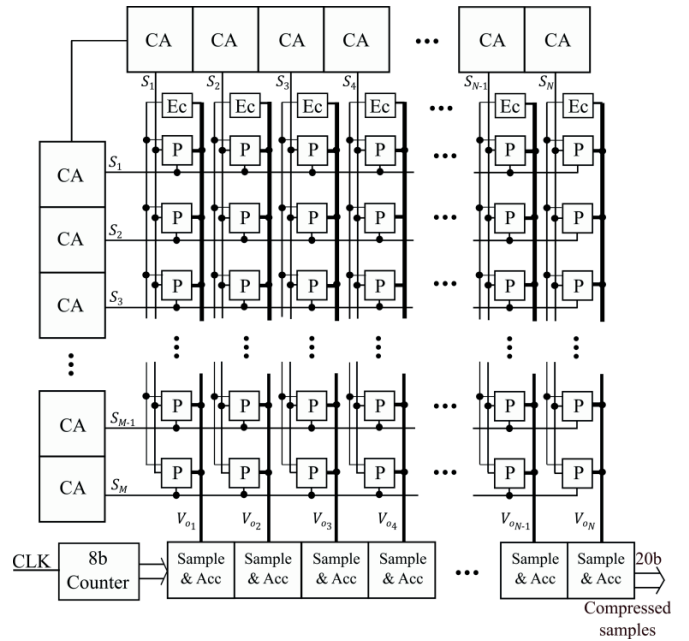 CA CA CA CA ••• CA CA
S1 S2 S3 S4 SN-1 SN
Ec Ec Ec Ec ••• Ec Ec
CA S1 P P P P ••• P P
CA S2 P P P P ••• P P
CA S3 P P P P ••• P P
CA SM-1 P P P P ••• P P
CA SM P P P P ••• P P
Vo1 Vo2 Vo3 Vo4 VoN-1 VoN
CLK
8b
Counter
Sample
& Acc
Sample
& Acc
Sample
& Acc
Sample
& Acc
•••
Sample
& Acc
Sample
& Acc
20b
Compressed
samples